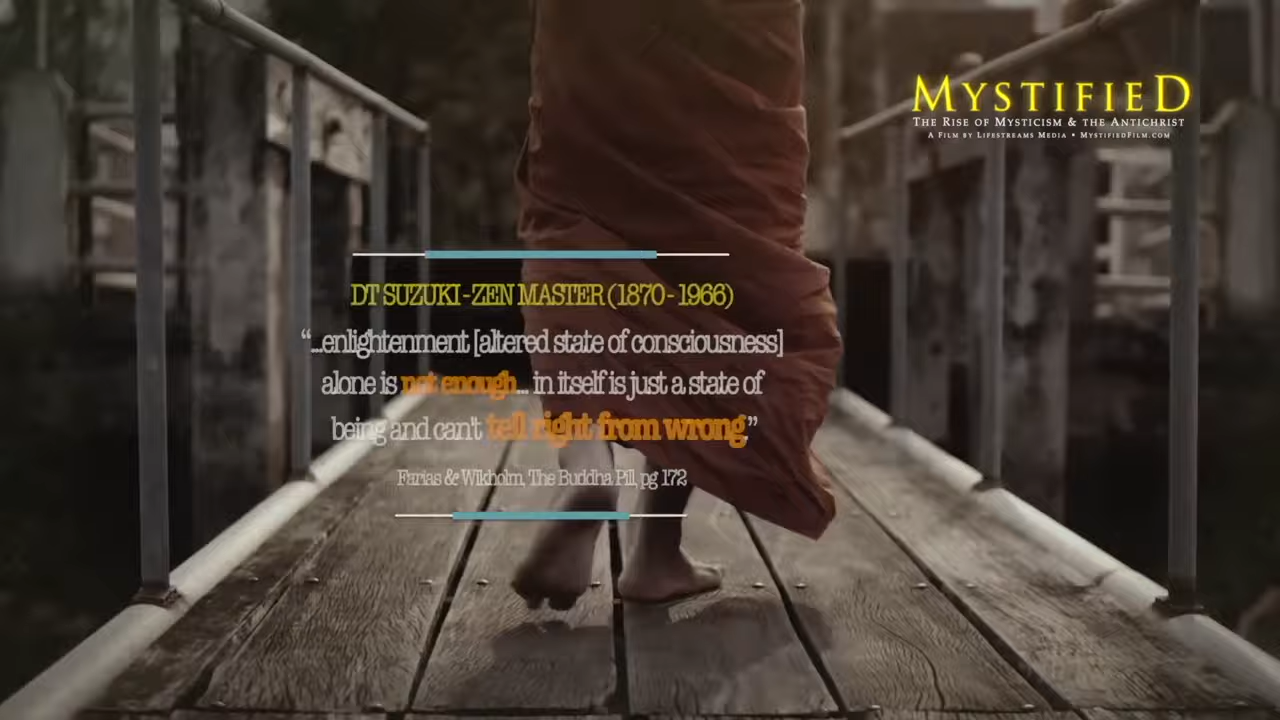 MYSTIFIED
THE RISE OF MYSTICISM & THE ANTICHRIST
A FILM BY LIFESTREAMS MEDIA • MYSTIFIEDFILM.COM
DT SUZUKI - ZEN MASTER (1870 - 1966)
“...enlightenment [altered state of consciousness]
alone is not enough... in itself is just a state of
being and can't tell right from wrong.”
Farias & Wikholm, The Buddha Pill, pg 172